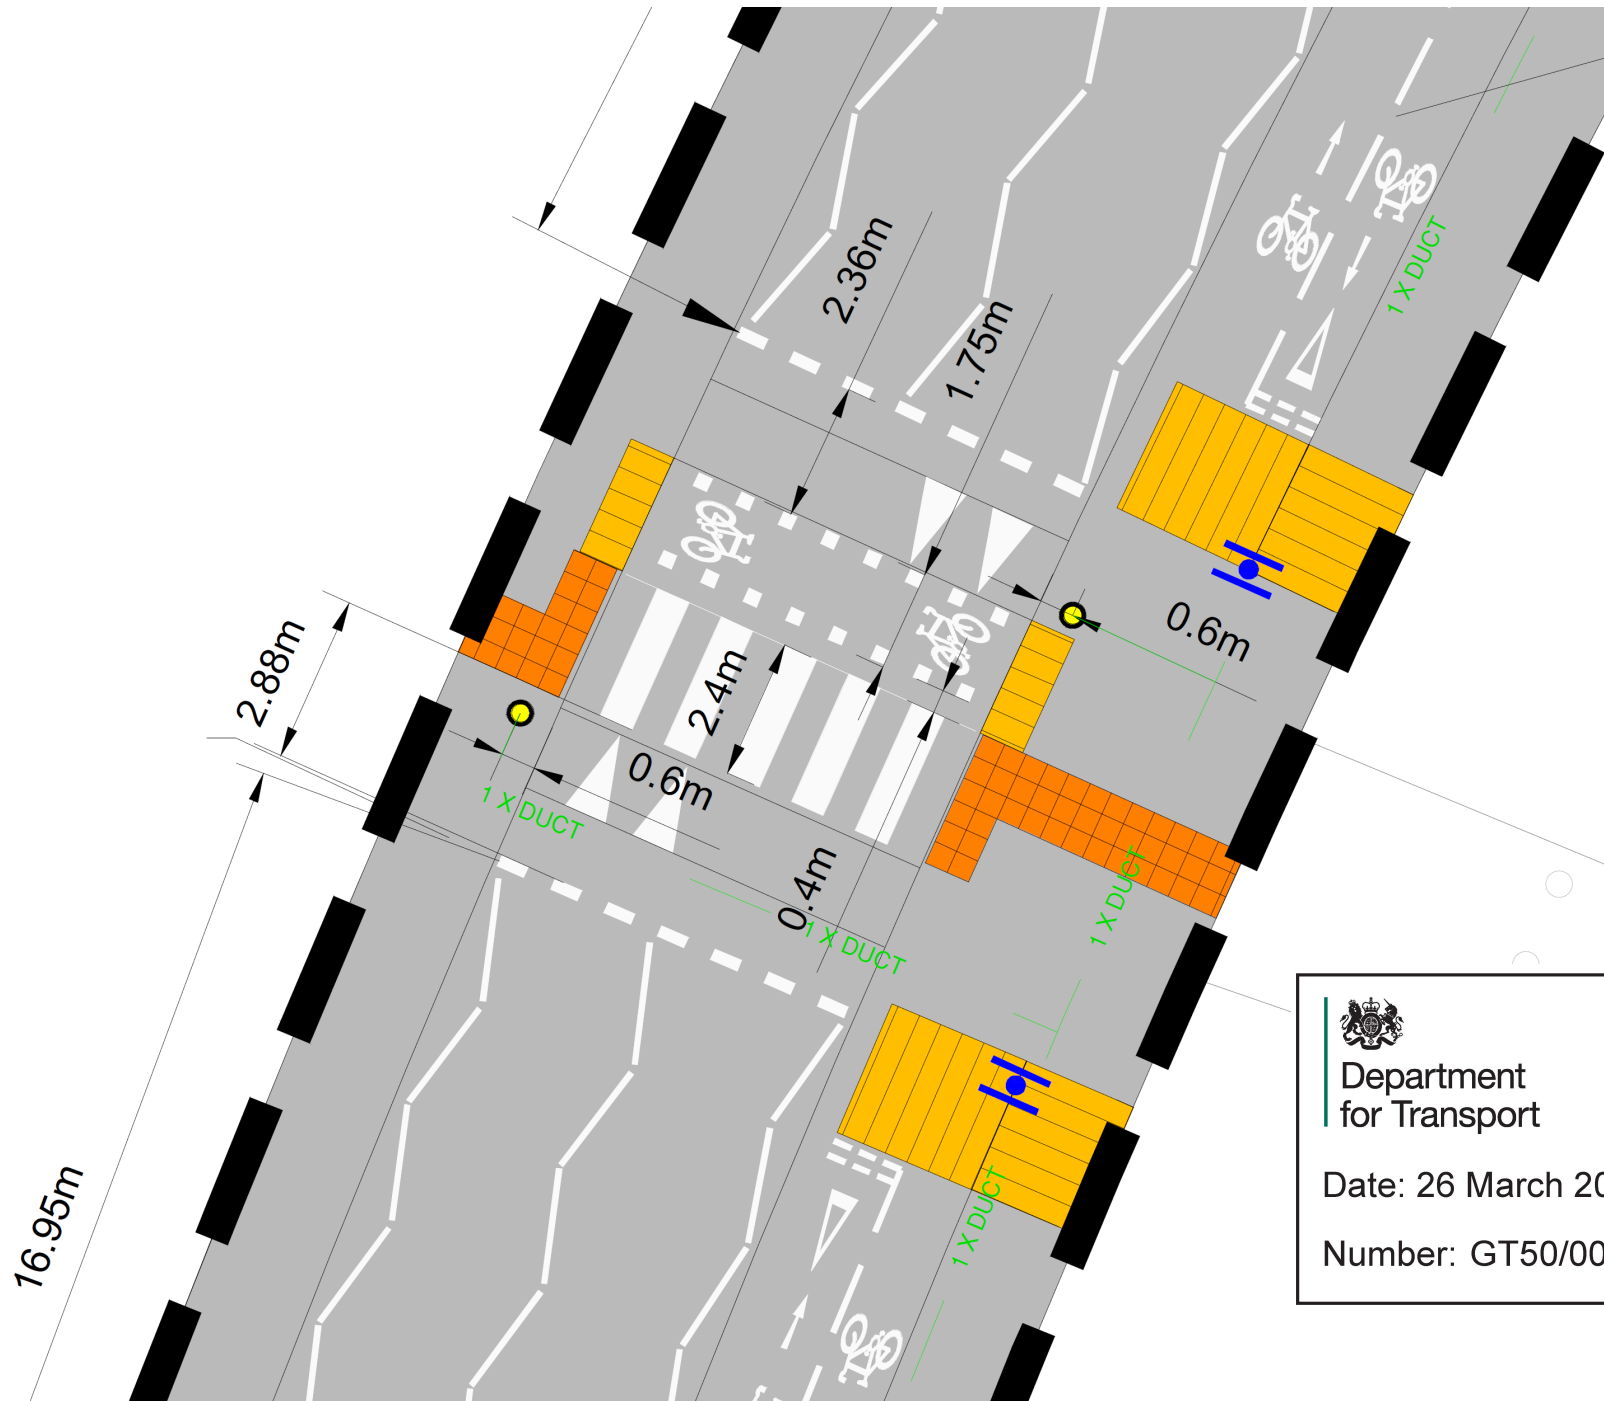 2.36m
1.75m
1 X DUCT
0.6m
2.88m
2.4m
0.6m
1 X DUCT
0.4m
1 X DUCT
1 X DUCT
Department
for Transport
Date: 26 March 20
Number: GT50/00
1 X DUCT
16.95m